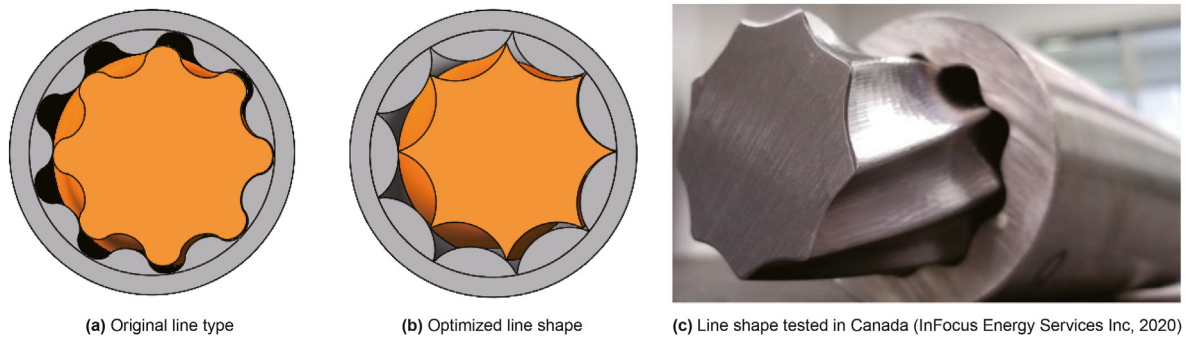 (a) Original line type
(b) Optimized line shape
(c) Line shape tested in Canada (InFocus Energy Services Inc, 2020)